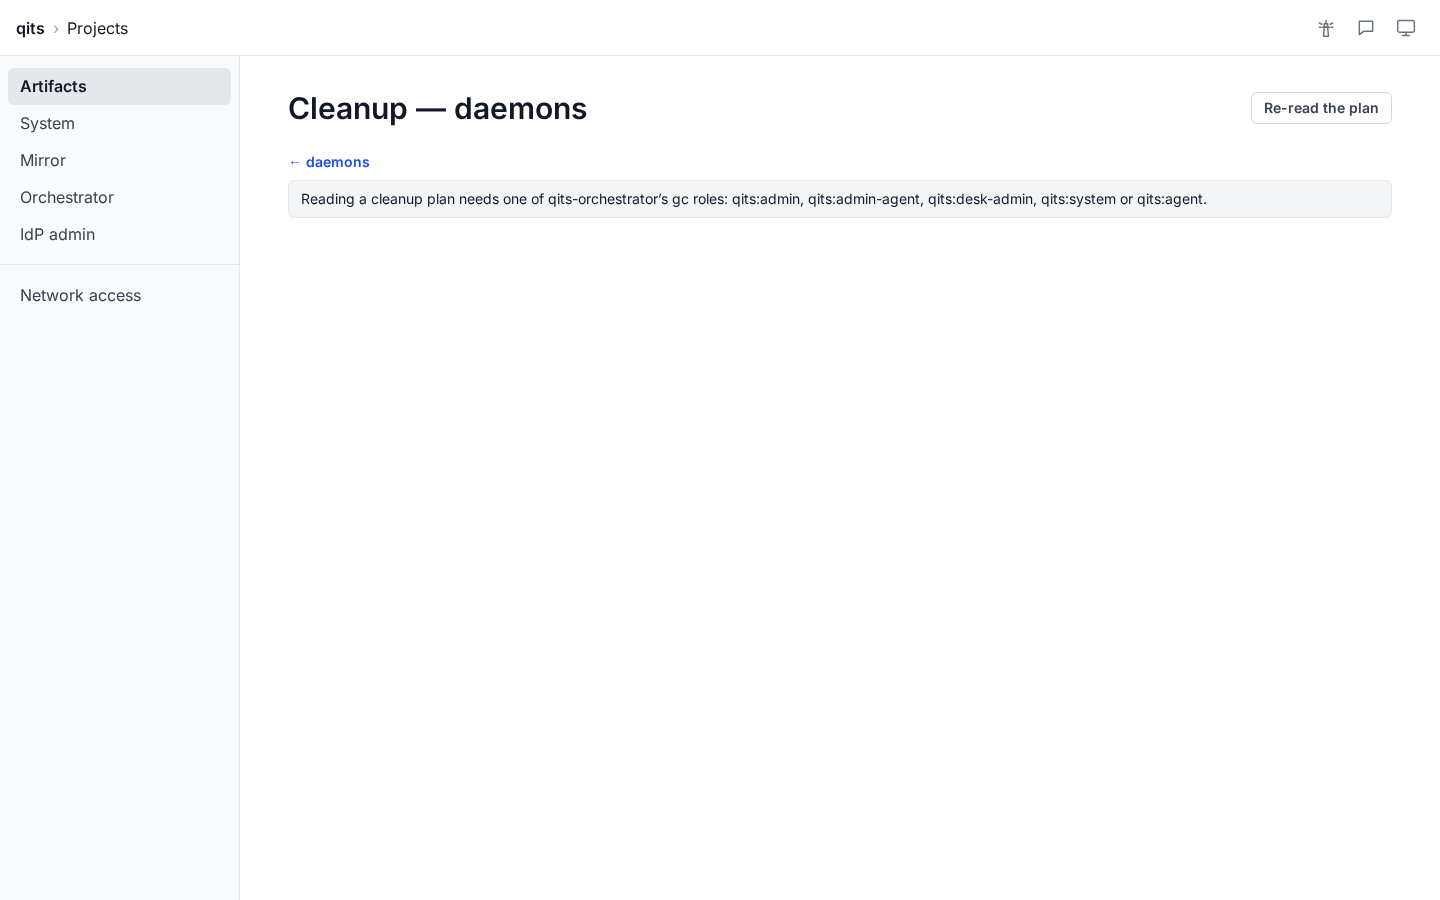 qits › Projects
Artifacts
System
Mirror
Orchestrator
IdP admin
Network access
Cleanup — daemons
Re-read the plan
← daemons
Reading a cleanup plan needs one of qits-orchestrator’s gc roles: qits:admin, qits:admin-agent, qits:desk-admin, qits:system or qits:agent.